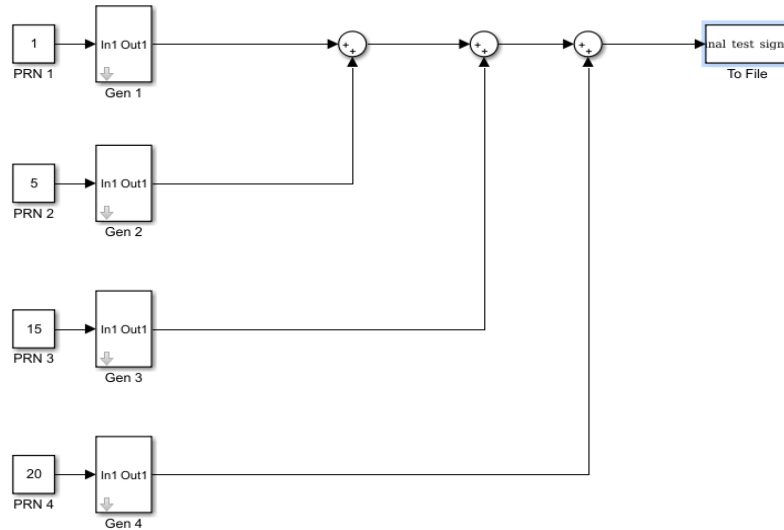 1
In1 Out1
PRN 1
Gen 1
+
+
+
+
+
+
nal test sign
To File
5
In1 Out1
PRN 2
Gen 2
15
In1 Out1
PRN 3
Gen 3
20
In1 Out1
PRN 4
Gen 4